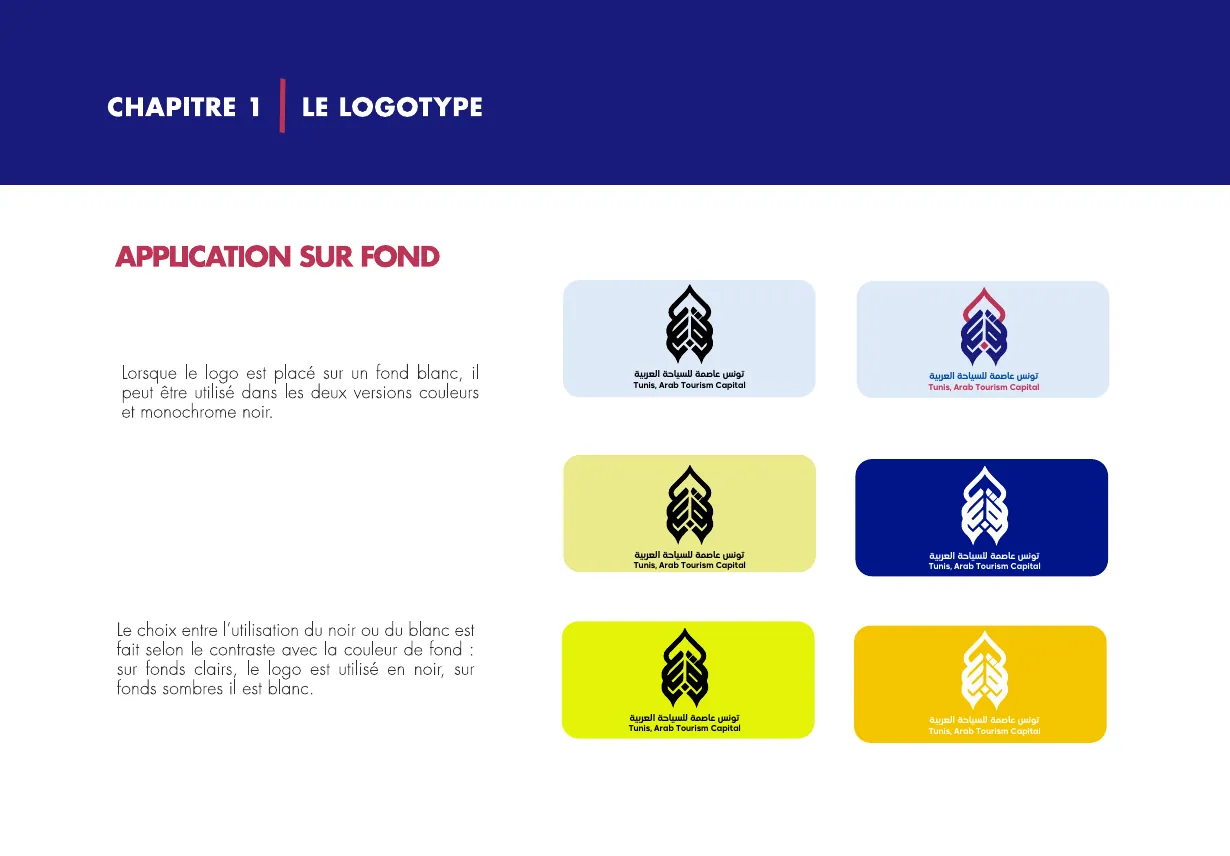 CHAPITRE 1 | LE LOGOTYPE
APPLICATION SUR FOND
Lorsque le logo est placé sur un fond blanc, il
peut être utilisé dans les deux versions couleurs
et monochrome noir.
Le choix entre l'utilisation du noir ou du blanc est
fait selon le contraste avec la couleur de fond :
sur fonds clairs, le logo est utilisé en noir, sur
fonds sombres il est blanc.
تونس عاصمة للسياحة العربية
Tunis, Arab Tourism Capital
تونس عاصمة للسياحة العربية
Tunis, Arab Tourism Capital
تونس عاصمة للسياحة العربية
Tunis, Arab Tourism Capital
تونس عاصمة للسياحة العربية
Tunis, Arab Tourism Capital
تونس عاصمة للسياحة العربية
Tunis, Arab Tourism Capital
تونس عاصمة للسياحة العربية
Tunis, Arab Tourism Capital